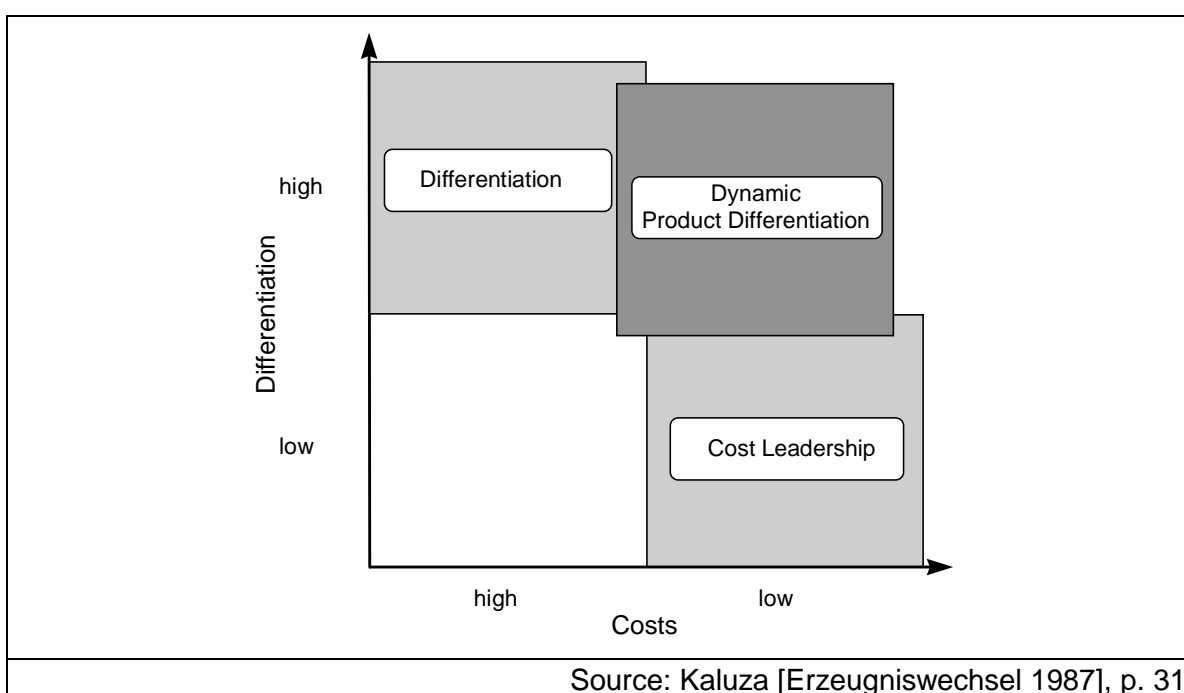 Differentiation
high
low
Differentiation
Dynamic
Product Differentiation
Cost Leadership
high
low
Costs
Source: Kaluza [Erzeugniswechsel 1987], p. 31